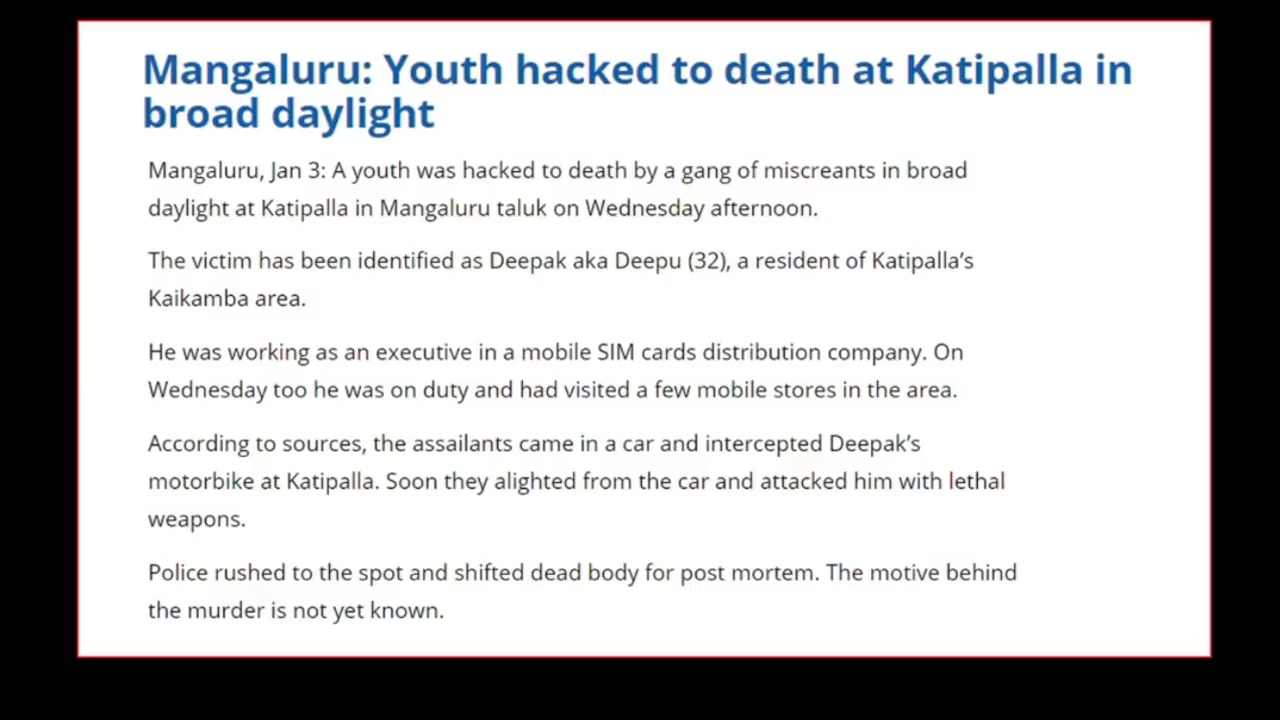 Mangaluru: Youth hacked to death at Katipalla in
broad daylight
Mangaluru, Jan 3: A youth was hacked to death by a gang of miscreants in broad
daylight at Katipalla in Mangaluru taluk on Wednesday afternoon.
The victim has been identified as Deepak aka Deepu (32), a resident of Katipalla’s
Kaikamba area.
He was working as an executive in a mobile SIM cards distribution company. On
Wednesday too he was on duty and had visited a few mobile stores in the area.
According to sources, the assailants came in a car and intercepted Deepak’s
motorbike at Katipalla. Soon they alighted from the car and attacked him with lethal
weapons.
Police rushed to the spot and shifted dead body for post mortem. The motive behind
the murder is not yet known.